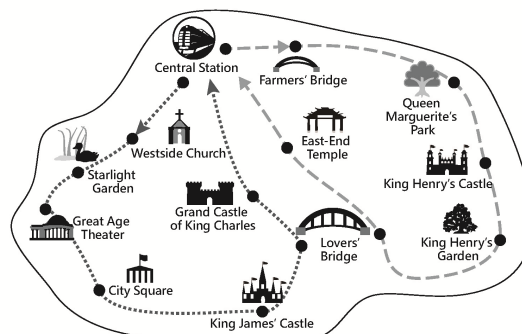 Central Station
Farmers' Bridge
Queen
Marguerite's
Park
Westside Church
East-End
Temple
Starlight
Garden
King Henry's Castle
Grand Castle
of King Charles
Great Age
Theater
Lovers'
Bridge
King Henry's
Garden
City Square
King James' Castle